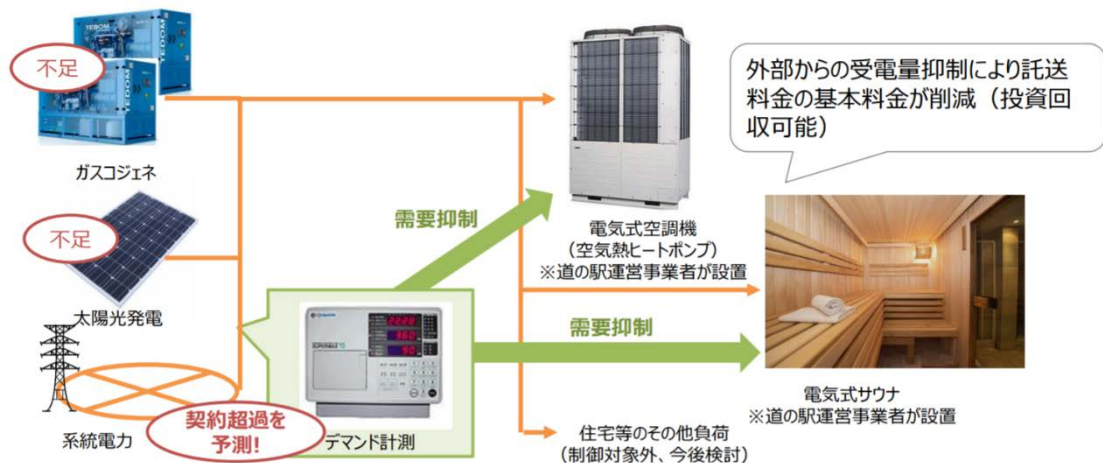 TEDOM
TEDOM
不足
ガスコジェネ
不足
太陽光発電
系統電力
契約超過を
予測!
デマンド計測
需要抑制
需要抑制
電気式空調機
(空気熱ヒートポンプ)
※道の駅運営事業者が設置
外部からの受電量抑制により託送
料金の基本料金が削減(投資回
収可能)
電気式サウナ
※道の駅運営事業者が設置
住宅等のその他負荷
(制御対象外、今後検討)